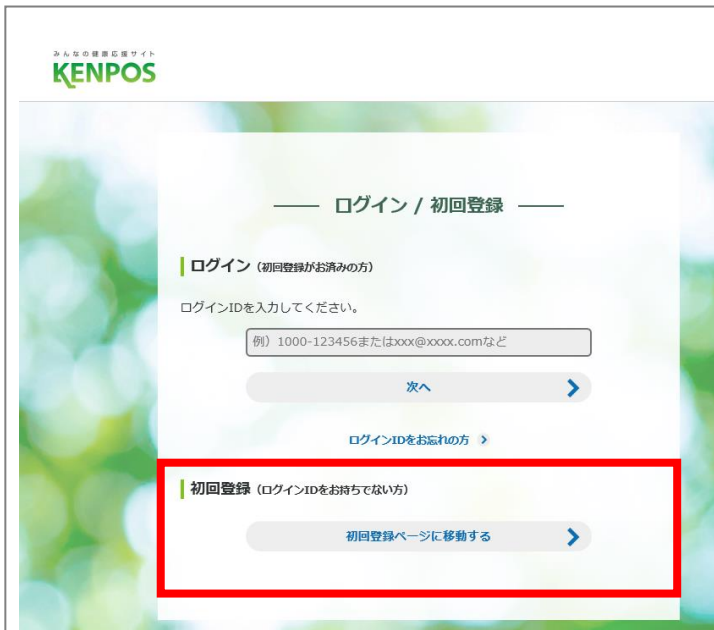 みんなの健康応援サイト
KENPOS
ログイン / 初回登録
ログイン（初回登録がお済みの方）
ログインIDを入力してください。
例）1000-123456またはxxx@xxxx.comなど
次へ
ログインIDをお忘れの方
初回登録（ログインIDをお持ちでない方）
初回登録ページに移動する